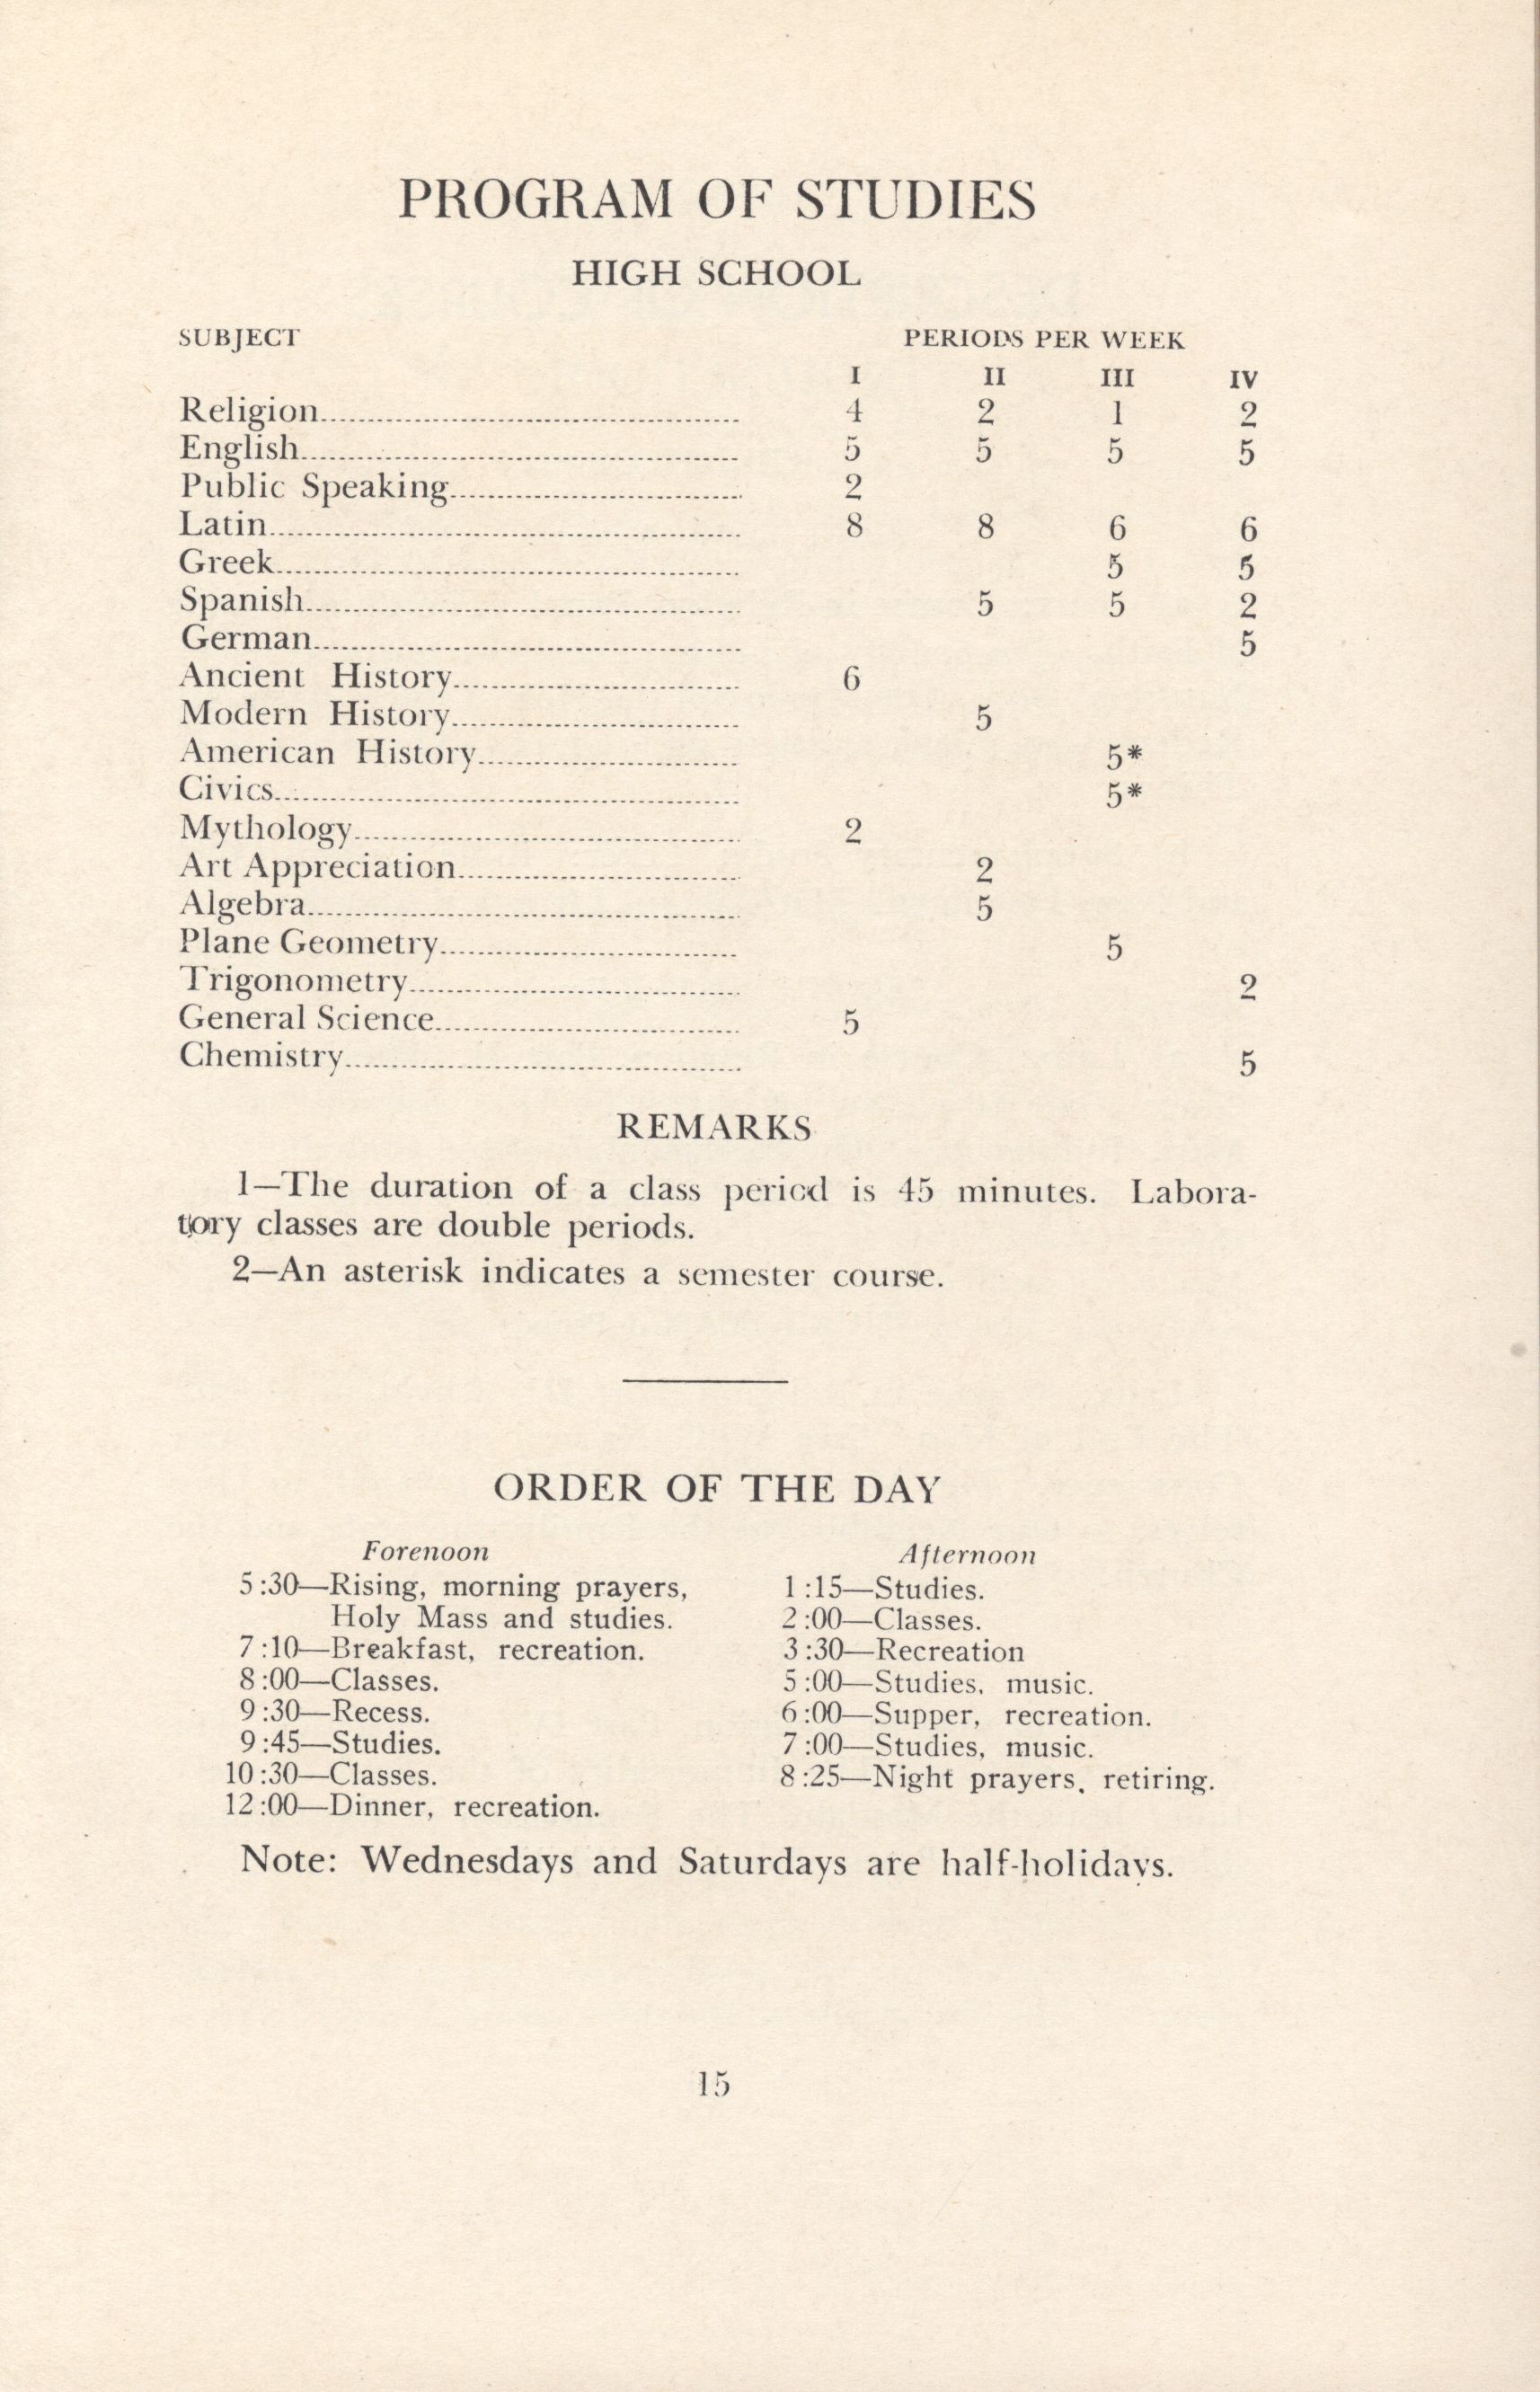 PROGRAM OF STUDIES
HIGH SCHOOL
SUBJECT PERIODS PER WEEK
I II III IV
Religion 4 2 1 2
English 5 5 5 5
Public Speaking 2
Latin 8 8 6 6
Greek 5 5
Spanish 5 5 2
German 5
Ancient History 6
Modern History 5
American History 5*
Civics 5*
Mythology 2
Art Appreciation 2
Algebra 5
Plane Geometry 5
Trigonometry 2
General Science 5
Chemistry 5
REMARKS
1—The duration of a class period is 45 minutes. Labora-
tory classes are double periods.
2—An asterisk indicates a semester course.
ORDER OF THE DAY
Forenoon
5:30—Rising, morning prayers,
Holy Mass and studies.
7:10—Breakfast, recreation.
8:00—Classes.
9:30—Recess.
9:45—Studies.
10:30—Classes.
12:00—Dinner, recreation.
Afternoon
1:15—Studies.
2:00—Classes.
3:30—Recreation
5:00—Studies, music.
6:00—Supper, recreation.
7:00—Studies, music.
8:25—Night prayers, retiring.
Note: Wednesdays and Saturdays are half-holidays.
15